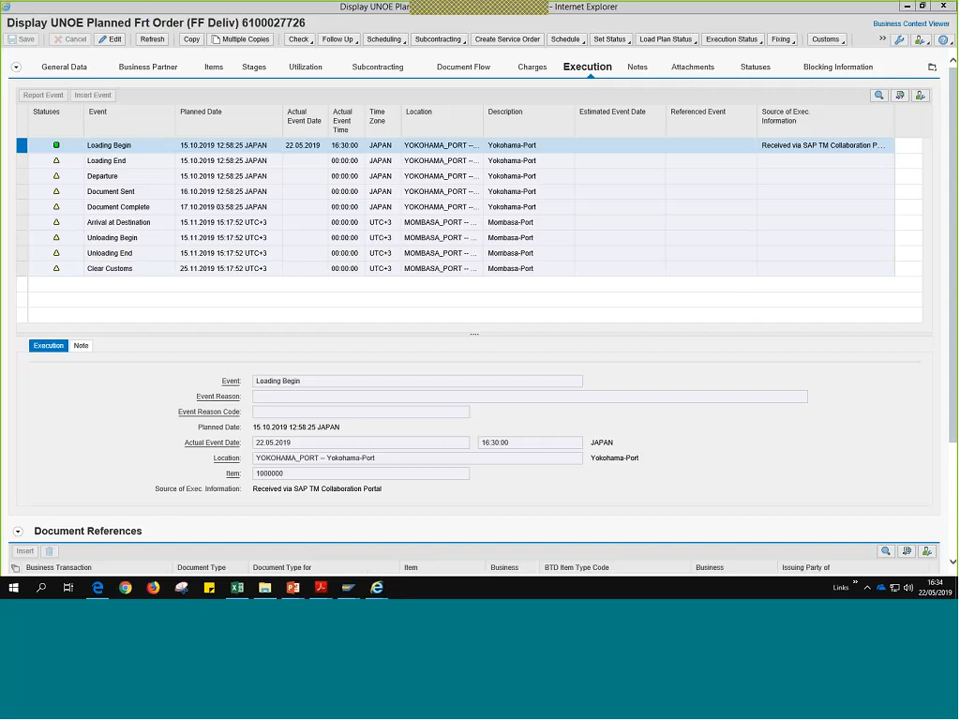 Display UNOE Plar - Internet Explorer
Display UNOE Planned Frt Order (FF Deliv) 6100027726
Business Context Viewer
Save Cancel Edit Refresh Copy Multiple Copies Check Follow Up Scheduling Subcontracting Create Service Order Schedule Set Status Load Plan Status Execution Status Fixing Customs >>
General Data Business Partner Items Stages Utilization Subcontracting Document Flow Charges Execution Notes Attachments Statuses Blocking Information
Report Event Insert Event
Statuses Event Planned Date Actual Event Date Actual Event Time Time Zone Location Description Estimated Event Date Referenced Event Source of Exec. Information
Loading Begin 15.10.2019 12:58:25 JAPAN 22.05.2019 16:30:00 JAPAN YOKOHAMA_PORT --... Yokohama-Port Received via SAP TM Collaboration P...
Loading End 15.10.2019 12:58:25 JAPAN 00:00:00 JAPAN YOKOHAMA_PORT --... Yokohama-Port
Departure 15.10.2019 12:58:25 JAPAN 00:00:00 JAPAN YOKOHAMA_PORT --... Yokohama-Port
Document Sent 16.10.2019 12:58:25 JAPAN 00:00:00 JAPAN YOKOHAMA_PORT --... Yokohama-Port
Document Complete 17.10.2019 03:58:25 JAPAN 00:00:00 JAPAN YOKOHAMA_PORT --... Yokohama-Port
Arrival at Destination 15.11.2019 15:17:52 UTC+3 00:00:00 UTC+3 MOMBASA_PORT -- ... Mombasa-Port
Unloading Begin 15.11.2019 15:17:52 UTC+3 00:00:00 UTC+3 MOMBASA_PORT -- ... Mombasa-Port
Unloading End 15.11.2019 15:17:52 UTC+3 00:00:00 UTC+3 MOMBASA_PORT -- ... Mombasa-Port
Clear Customs 25.11.2019 15:17:52 UTC+3 00:00:00 UTC+3 MOMBASA_PORT -- ... Mombasa-Port
Execution Note
Event: Loading Begin
Event Reason:
Event Reason Code:
Planned Date: 15.10.2019 12:58:25 JAPAN
Actual Event Date: 22.05.2019 16:30:00 JAPAN
Location: YOKOHAMA_PORT -- Yokohama-Port Yokohama-Port
Item: 1000000
Source of Exec. Information: Received via SAP TM Collaboration Portal
Document References
Insert
Business Transaction Document Type Document Type for Item Business BTD Item Type Code Business Issuing Party of
Links >> 16:34
22/05/2019